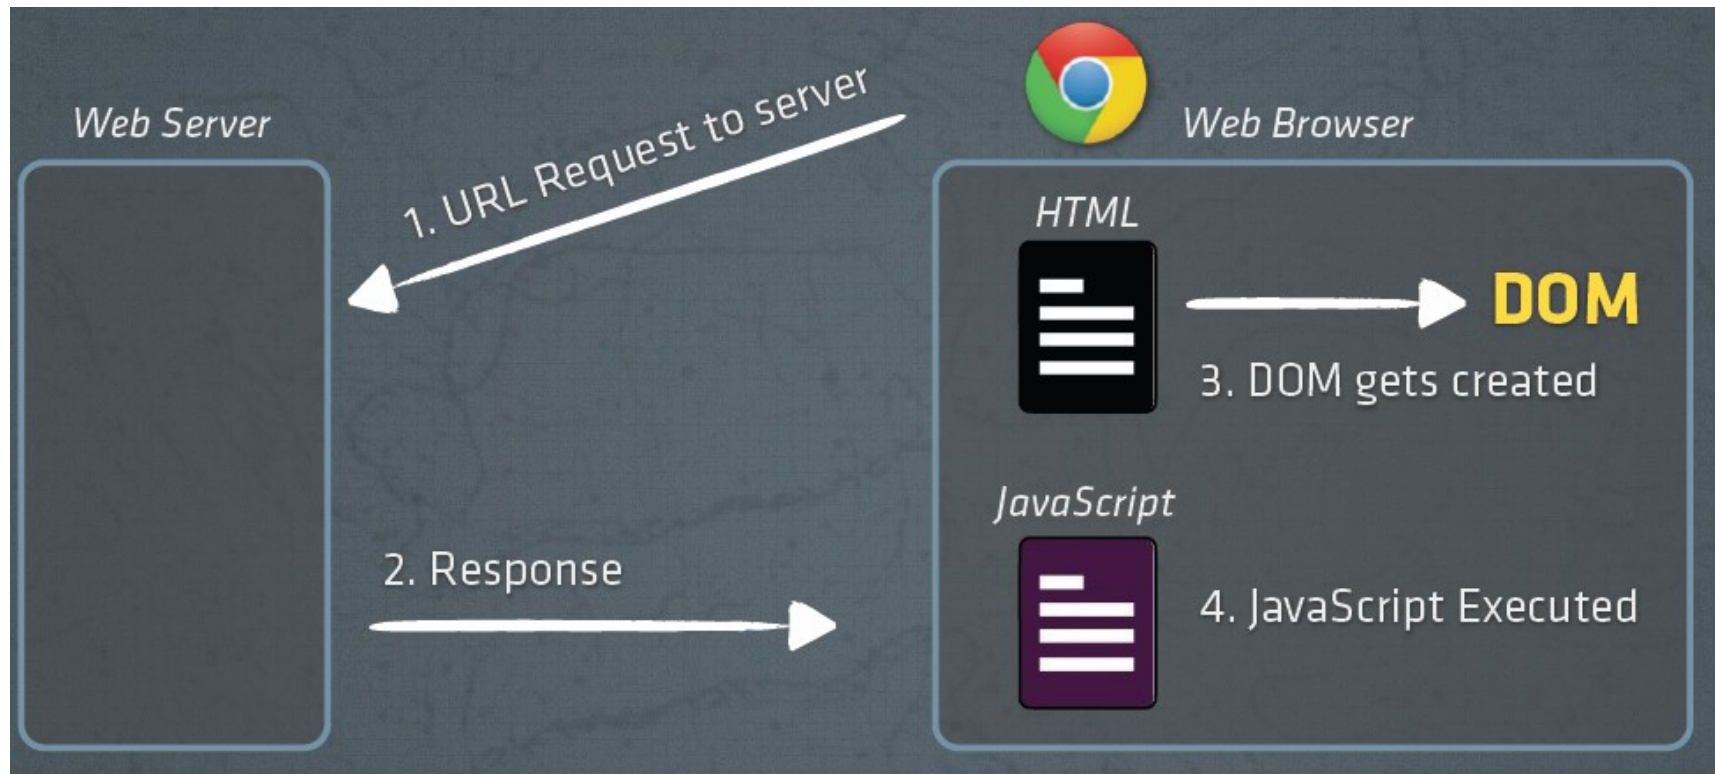 Web Server
1. URL Request to server
Web Browser
HTML
DOM
3. DOM gets created
2. Response
JavaScript
4. JavaScript Executed